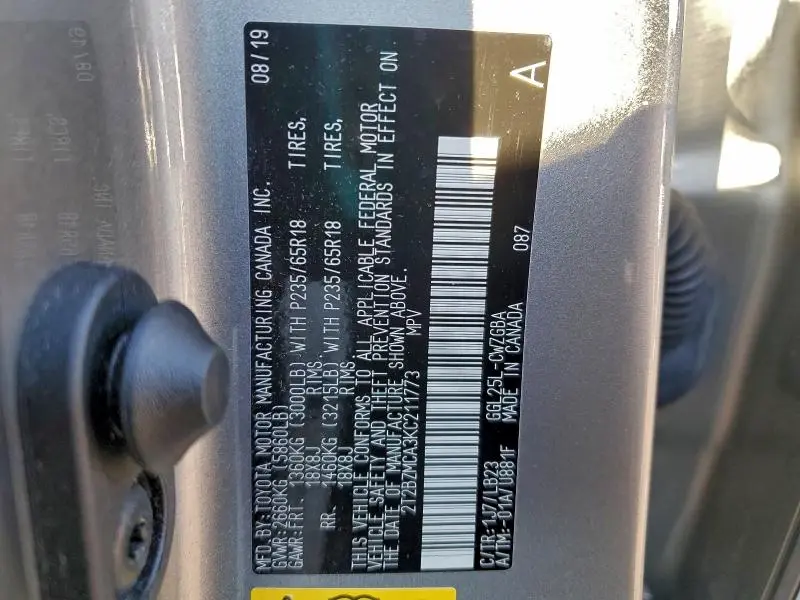 MFD.BY:TOYOTA MOTOR MANUFACTURING CANADA INC. 08/19
GVWR:2660KG (5860LB)
GAWR:FRT. 1360KG (3000LB) WITH P235/65R18 TIRES,
18X8J RIMS.
RR. 1460KG (3215LB) WITH P235/65R18 TIRES,
18X8J RIMS.
THIS VEHICLE CONFORMS TO ALL APPLICABLE FEDERAL MOTOR
VEHICLE SAFETY AND THEFT PREVENTION STANDARDS IN EFFECT ON
THE DATE OF MANUFACTURE SHOWN ABOVE.
2T2BZMCA3KC211773 MPV
087 A
C/TR:1J7/LB23 GGL25L-CWZGBA
A/TM-01A/U881F MADE IN CANADA